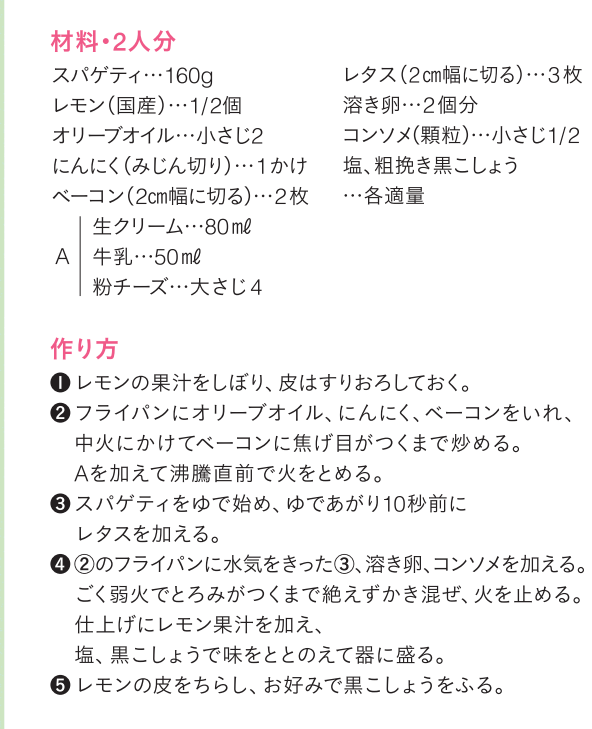 材料・2人分
スパゲティ…160g
レモン（国産）…1/2個
オリーブオイル…小さじ2
にんにく（みじん切り）…1かけ
ベーコン（2㎝幅に切る）…2枚
A
生クリーム…80㎖
牛乳…50㎖
粉チーズ…大さじ4
レタス（2㎝幅に切る）…3枚
溶き卵…2個分
コンソメ（顆粒）…小さじ1/2
塩、粗挽き黒こしょう
…各適量
作り方
❶レモンの果汁をしぼり、皮はすりおろしておく。
❷フライパンにオリーブオイル、にんにく、ベーコンをいれ、
中火にかけてベーコンに焦げ目がつくまで炒める。
Aを加えて沸騰直前で火をとめる。
❸スパゲティをゆで始め、ゆであがり10秒前に
レタスを加える。
❹②のフライパンに水気をきった③、溶き卵、コンソメを加える。
ごく弱火でとろみがつくまで絶えずかき混ぜ、火を止める。
仕上げにレモン果汁を加え、
塩、黒こしょうで味をととのえて器に盛る。
❺レモンの皮をちらし、お好みで黒こしょうをふる。